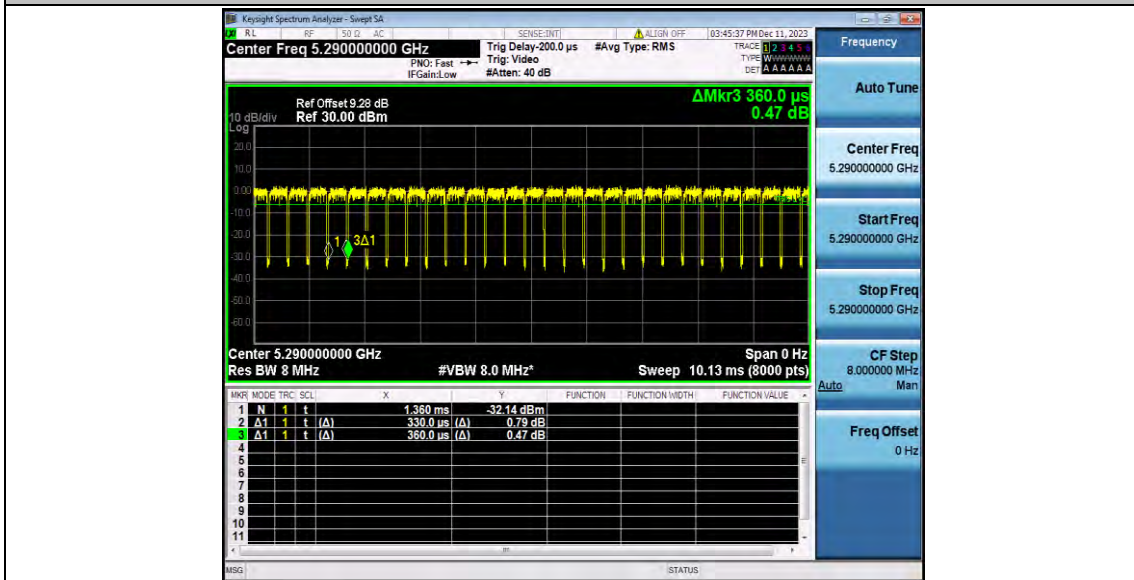 Keysight Spectrum Analyzer - Swept SA
RL RF 50 Ω AC SENSE:INT ALIGN OFF 03:45:37 PM Dec 11, 2023
Center Freq 5.290000000 GHz
Trig Delay-200.0 µs #Avg Type: RMS
TRACE 1 2 3 4 5 6
PNO: Fast Trig: Video
TYPE WWWWWW
IFGain:Low #Atten: 40 dB
DET A A A A A A
Frequency
ΔMkr3 360.0 µs
0.47 dB
Ref Offset 9.28 dB
10 dB/div Ref 30.00 dBm
Log
20.0
10.0
0.00
-10.0
-20.0
-30.0
-40.0
-50.0
-60.0
1 3Δ1
Center 5.290000000 GHz Span 0 Hz
Res BW 8 MHz #VBW 8.0 MHz* Sweep 10.13 ms (8000 pts)
MKR MODE TRC SCL X Y FUNCTION FUNCTION WIDTH FUNCTION VALUE
1 N 1 t 1.360 ms -32.14 dBm
2 Δ1 1 t (Δ) 330.0 µs (Δ) 0.79 dB
3 Δ1 1 t (Δ) 360.0 µs (Δ) 0.47 dB
4
5
6
7
8
9
10
11
MSG STATUS
Auto Tune
Center Freq
5.290000000 GHz
Start Freq
5.290000000 GHz
Stop Freq
5.290000000 GHz
CF Step
8.000000 MHz
Auto Man
Freq Offset
0 Hz